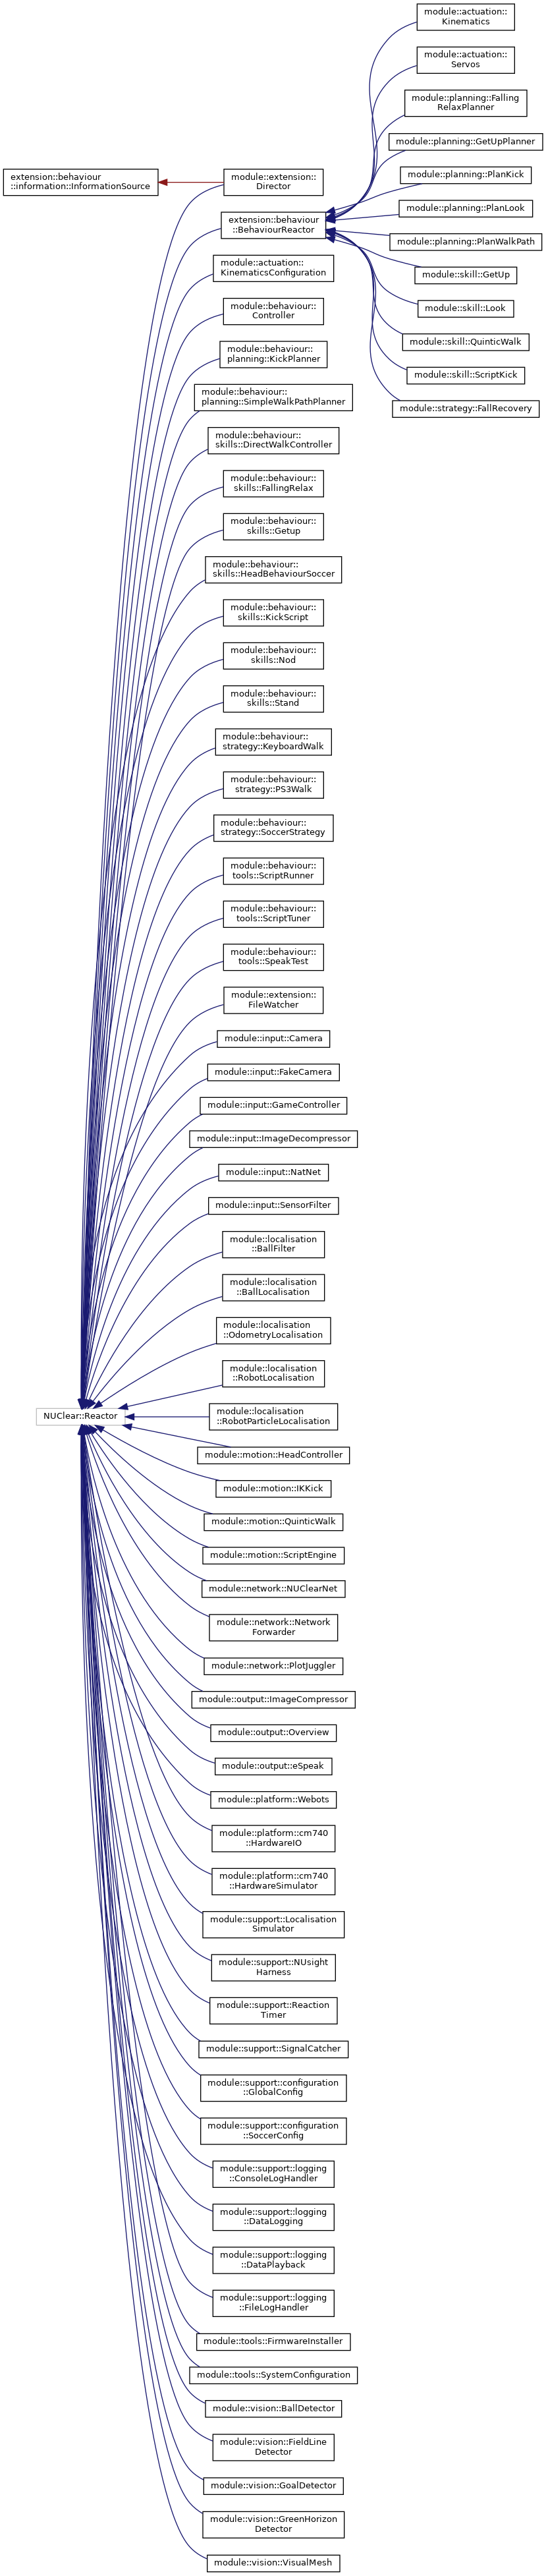 module::actuation::
Kinematics
module::actuation::
Servos
module::planning::Falling
RelaxPlanner
module::planning::GetUpPlanner
module::planning::PlanKick
module::planning::PlanLook
module::planning::PlanWalkPath
module::skill::GetUp
module::skill::Look
module::skill::QuinticWalk
module::skill::ScriptKick
module::strategy::FallRecovery
extension::behaviour
::information::InformationSource
module::extension::
Director
extension::behaviour
::BehaviourReactor
module::actuation::
KinematicsConfiguration
module::behaviour::
Controller
module::behaviour::
planning::KickPlanner
module::behaviour::
planning::SimpleWalkPathPlanner
module::behaviour::
skills::DirectWalkController
module::behaviour::
skills::FallingRelax
module::behaviour::
skills::Getup
module::behaviour::
skills::HeadBehaviourSoccer
module::behaviour::
skills::KickScript
module::behaviour::
skills::Nod
module::behaviour::
skills::Stand
module::behaviour::
strategy::KeyboardWalk
module::behaviour::
strategy::PS3Walk
module::behaviour::
strategy::SoccerStrategy
module::behaviour::
tools::ScriptRunner
module::behaviour::
tools::ScriptTuner
module::behaviour::
tools::SpeakTest
module::extension::
FileWatcher
module::input::Camera
module::input::FakeCamera
module::input::GameController
module::input::ImageDecompressor
module::input::NatNet
module::input::SensorFilter
module::localisation
::BallFilter
module::localisation
::BallLocalisation
module::localisation
::OdometryLocalisation
module::localisation
::RobotLocalisation
NUClear::Reactor
module::localisation
::RobotParticleLocalisation
module::motion::HeadController
module::motion::IKKick
module::motion::QuinticWalk
module::motion::ScriptEngine
module::network::NUClearNet
module::network::Network
Forwarder
module::network::PlotJuggler
module::output::ImageCompressor
module::output::Overview
module::output::eSpeak
module::platform::Webots
module::platform::cm740
::HardwareIO
module::platform::cm740
::HardwareSimulator
module::support::Localisation
Simulator
module::support::NUsight
Harness
module::support::Reaction
Timer
module::support::SignalCatcher
module::support::configuration
::GlobalConfig
module::support::configuration
::SoccerConfig
module::support::logging
::ConsoleLogHandler
module::support::logging
::DataLogging
module::support::logging
::DataPlayback
module::support::logging
::FileLogHandler
module::tools::FirmwareInstaller
module::tools::SystemConfiguration
module::vision::BallDetector
module::vision::FieldLine
Detector
module::vision::GoalDetector
module::vision::GreenHorizon
Detector
module::vision::VisualMesh